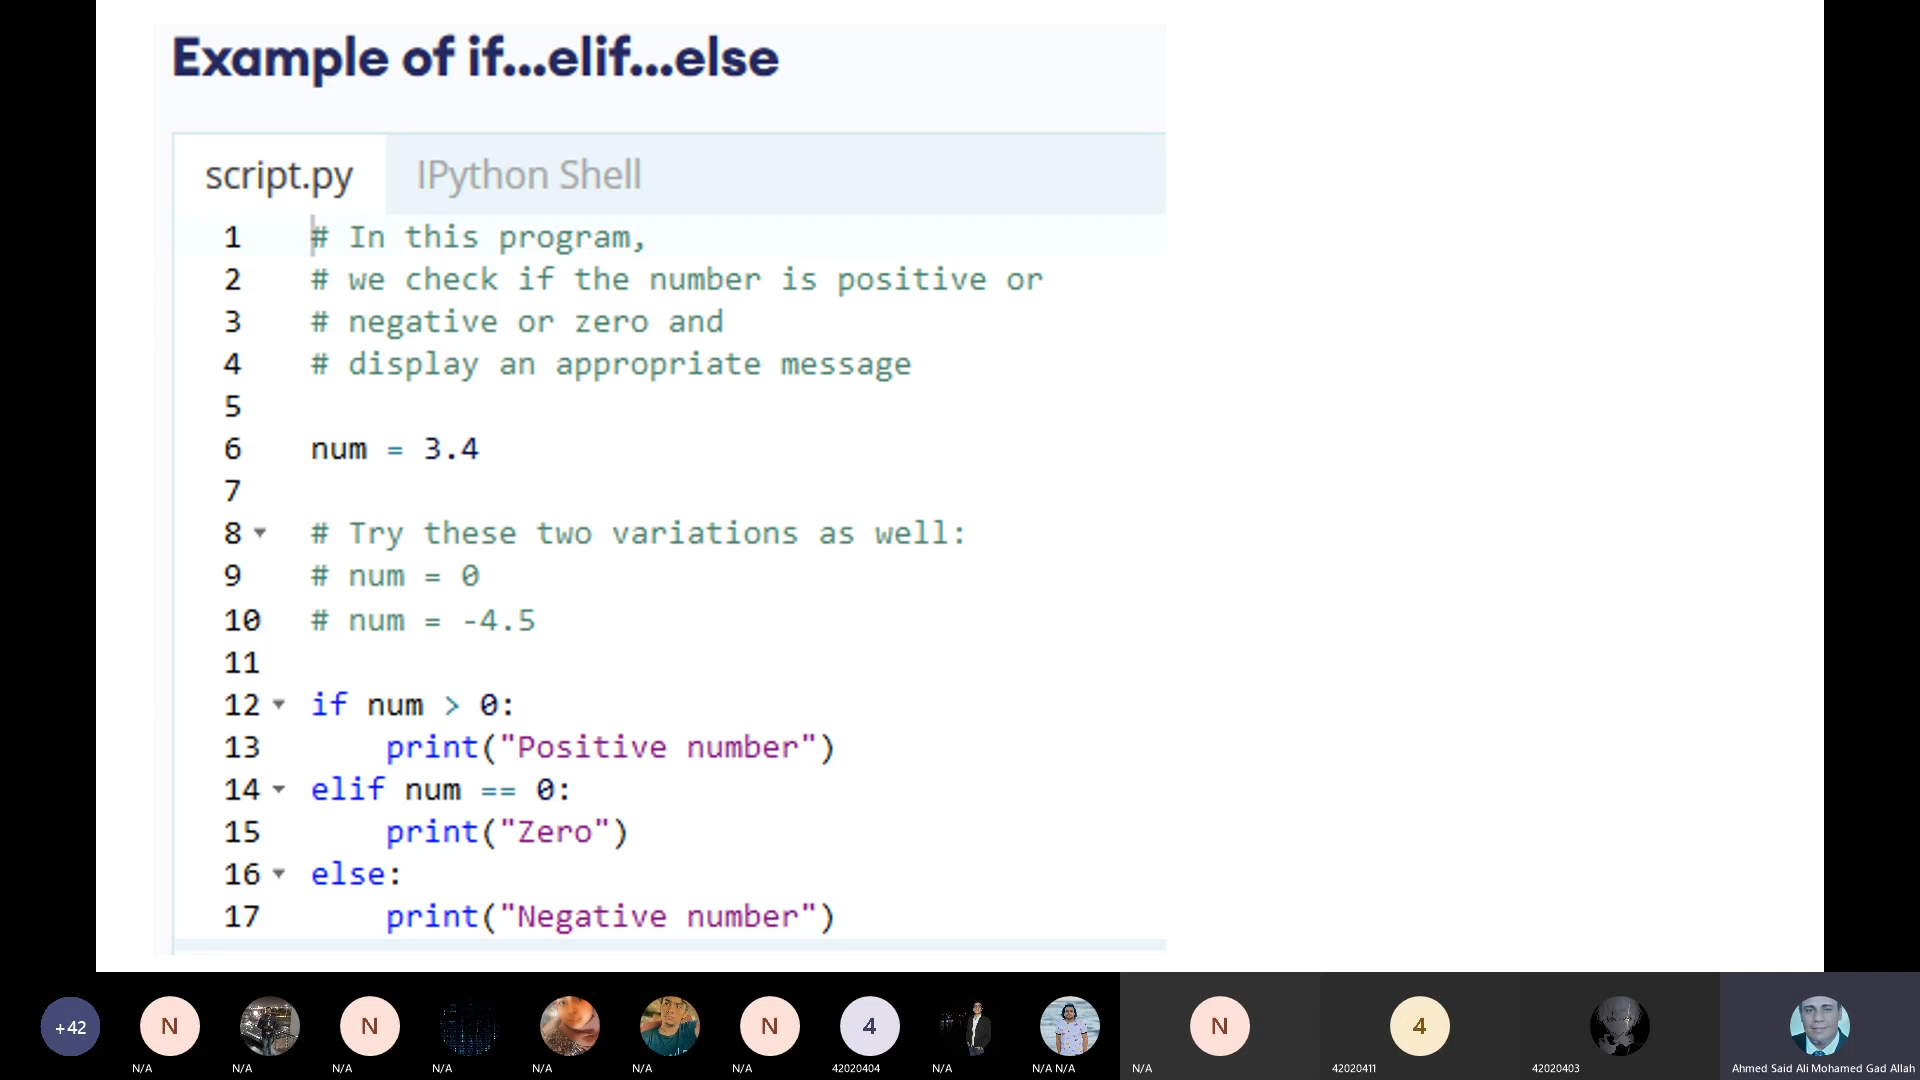 Example of if...elif...else
script.py IPython Shell
1 # In this program,
2 # we check if the number is positive or
3 # negative or zero and
4 # display an appropriate message
5
6 num = 3.4
7
8 # Try these two variations as well:
9 # num = 0
10 # num = -4.5
11
12 if num > 0:
13     print("Positive number")
14 elif num == 0:
15     print("Zero")
16 else:
17     print("Negative number")
+42 N N N 4 N 4
N/A N/A N/A N/A N/A N/A N/A 42020404 N/A N/A N/A N/A 42020411 42020403 Ahmed Said Ali Mohamed Gad Allah